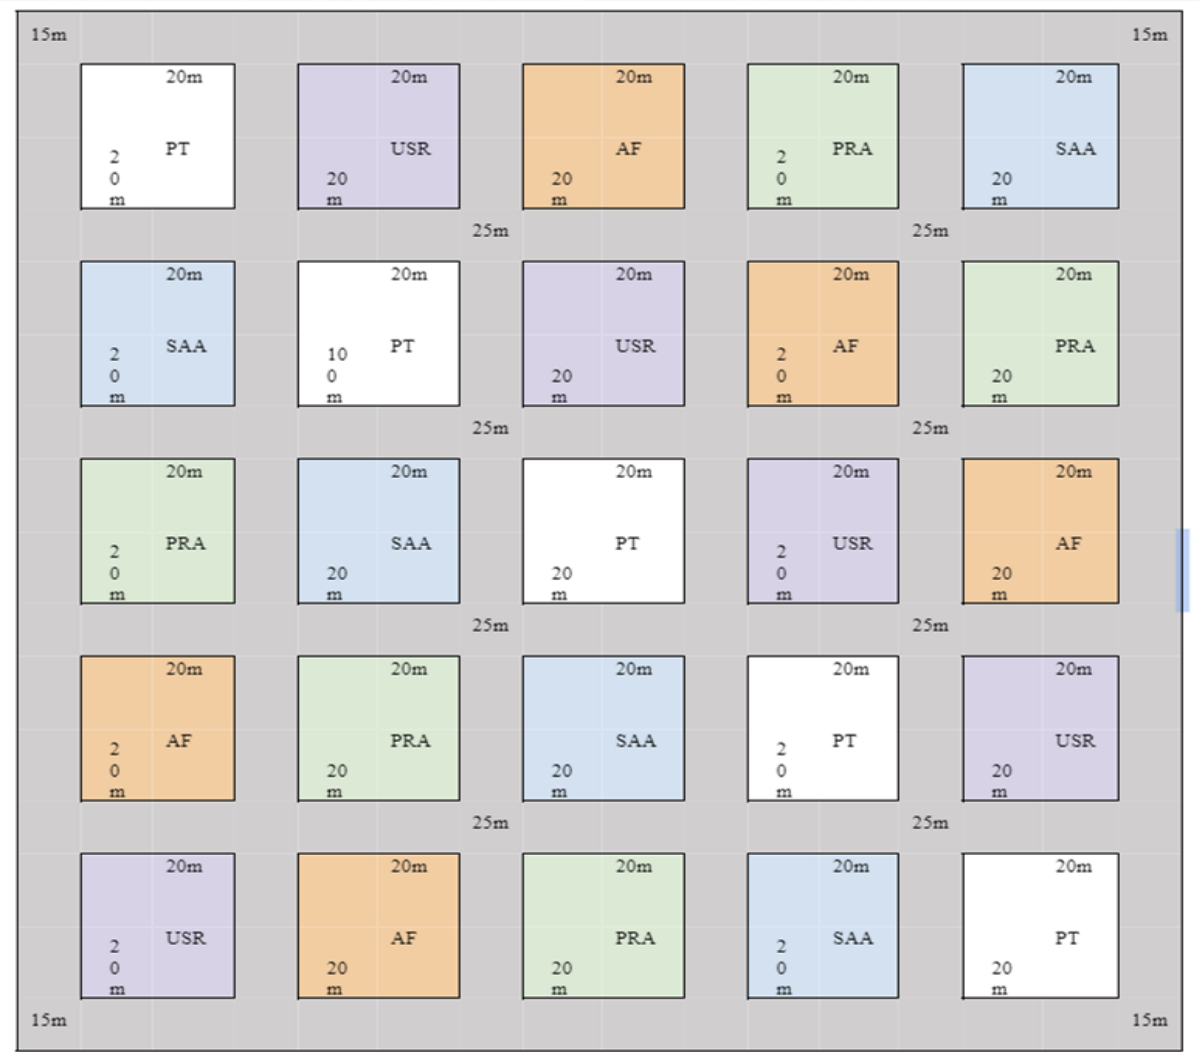 15m 15m
20m 20m 20m 20m 20m
PT USR AF PRA SAA
2 2
0 20 20 0 20
m m m m m
25m 25m
20m 20m 20m 20m 20m
SAA PT USR AF PRA
2 10 2
0 0 20 0 20
m m m m m
25m 25m
20m 20m 20m 20m 20m
PRA SAA PT USR AF
2 2
0 20 20 0 20
m m m m m
25m 25m
20m 20m 20m 20m 20m
AF PRA SAA PT USR
2 2
0 20 20 0 20
m m m m m
25m 25m
20m 20m 20m 20m 20m
USR AF PRA SAA PT
2 2
0 20 20 0 20
m m m m m
15m 15m